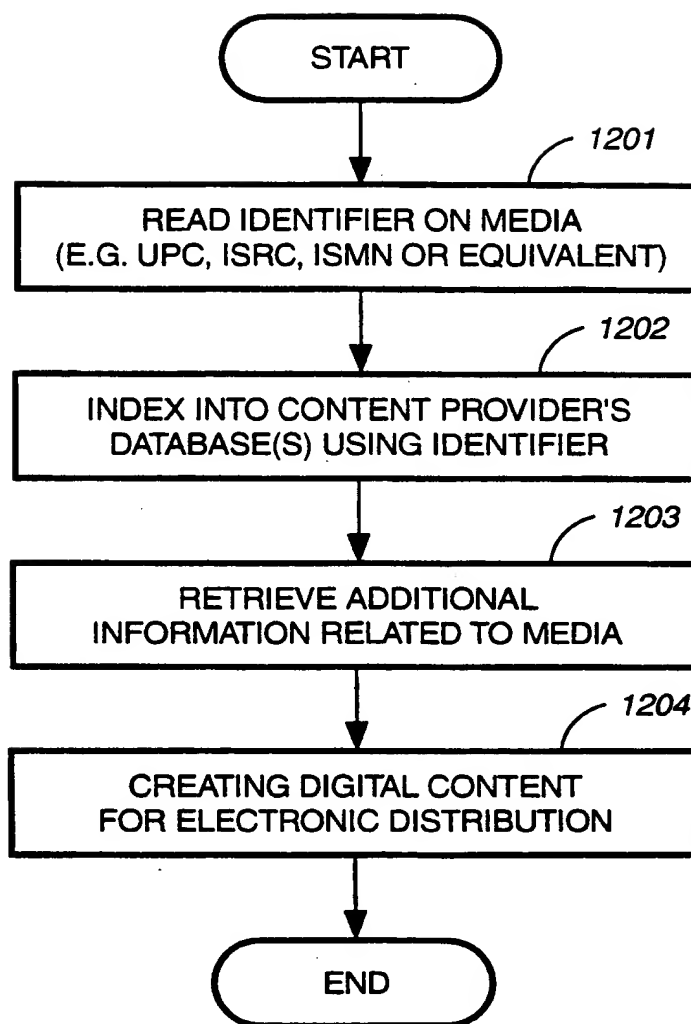 START
1201
READ IDENTIFIER ON MEDIA
(E.G. UPC, ISRC, ISMN OR EQUIVALENT)
1202
INDEX INTO CONTENT PROVIDER'S
DATABASE(S) USING IDENTIFIER
1203
RETRIEVE ADDITIONAL
INFORMATION RELATED TO MEDIA
1204
CREATING DIGITAL CONTENT
FOR ELECTRONIC DISTRIBUTION
END